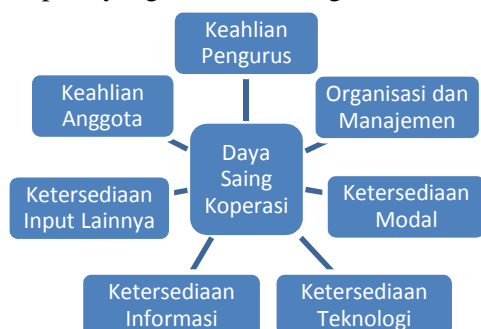 Keahlian
Pengurus
Keahlian
Anggota
Organisasi dan
Manajemen
Daya
Saing
Koperasi
Ketersediaan
Input Lainnya
Ketersediaan
Modal
Ketersediaan
Informasi
Ketersediaan
Teknologi